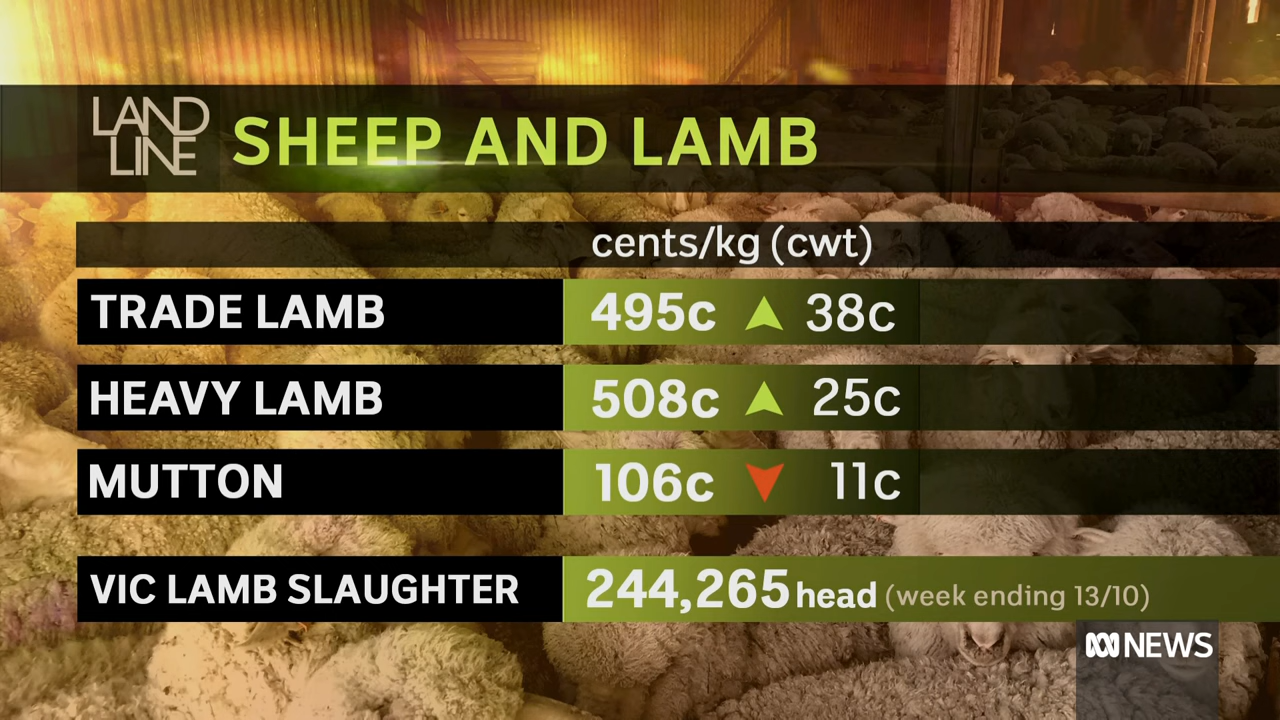 LAND
LINE
SHEEP AND LAMB
cents/kg (cwt)
TRADE LAMB 495c 38c
HEAVY LAMB 508c 25c
MUTTON 106c 11c
VIC LAMB SLAUGHTER 244,265 head (week ending 13/10)
NEWS